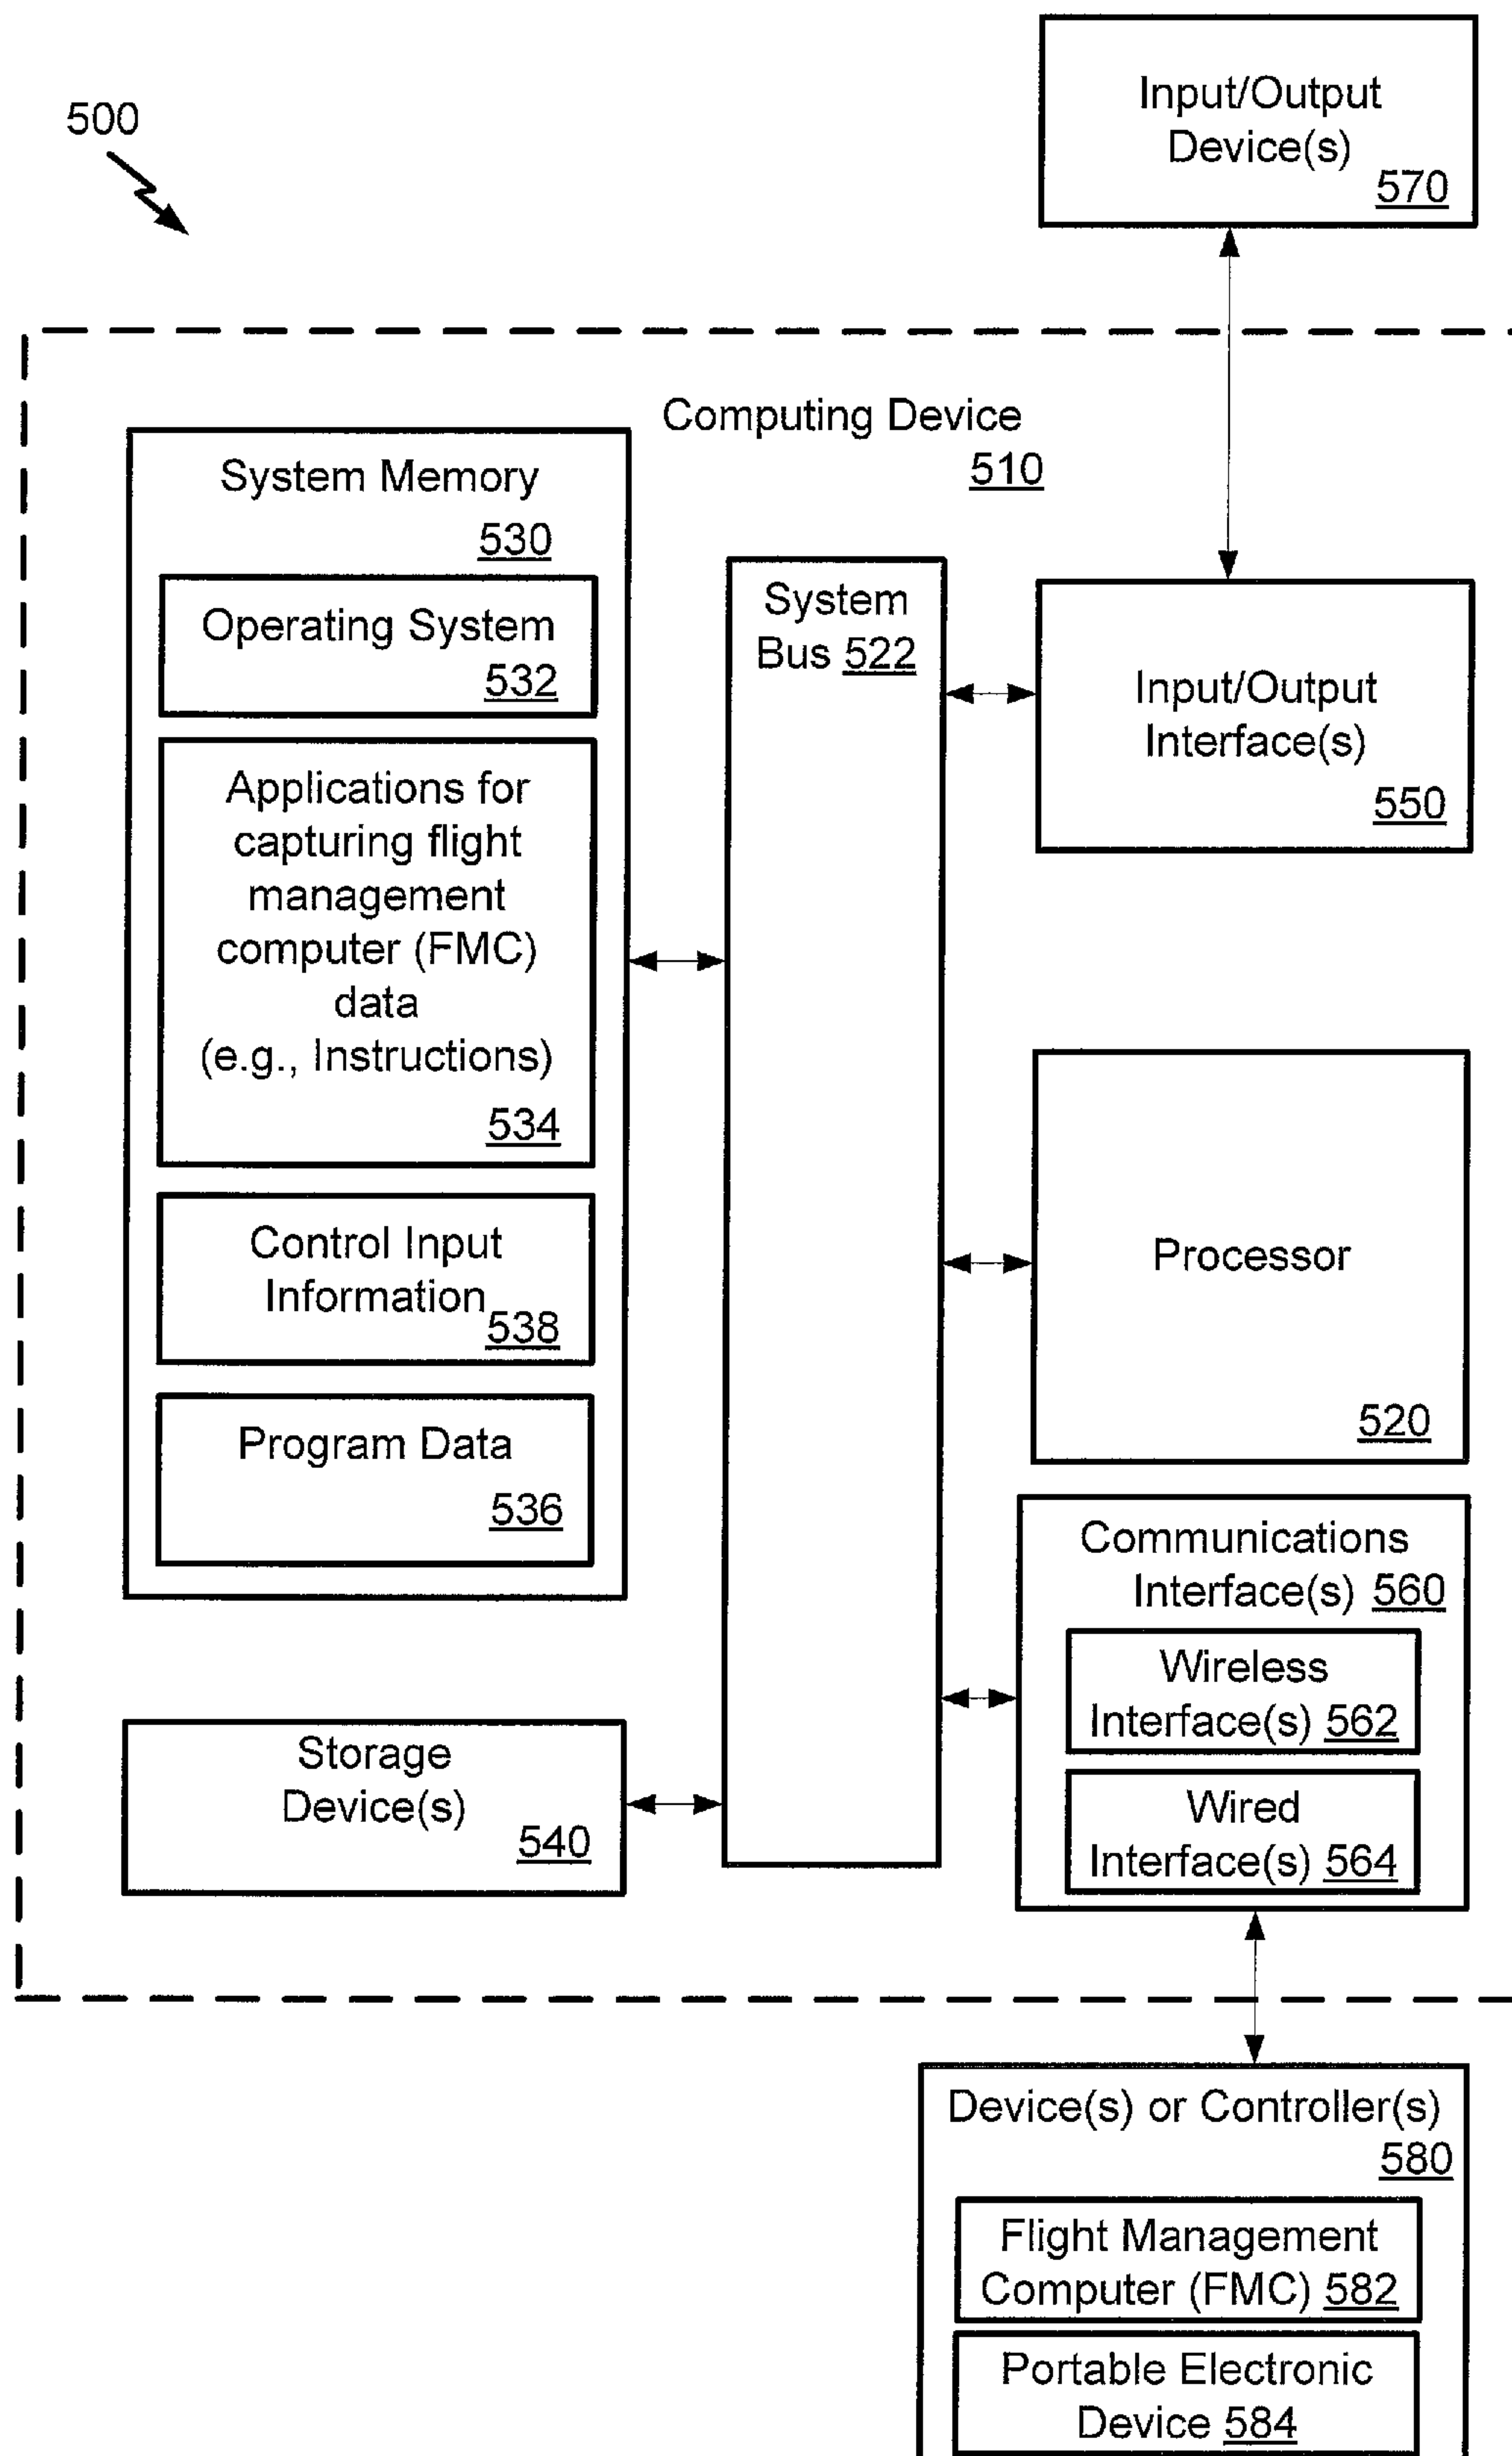 500
Input/Output
Device(s)
570
Computing Device
510
System Memory
530
Operating System
532
Applications for
capturing flight
management
computer (FMC)
data
(e.g., Instructions)
534
Control Input
Information
538
Program Data
536
Storage
Device(s)
540
System
Bus 522
Input/Output
Interface(s)
550
Processor
520
Communications
Interface(s) 560
Wireless
Interface(s) 562
Wired
Interface(s) 564
Device(s) or Controller(s)
580
Flight Management
Computer (FMC) 582
Portable Electronic
Device 584